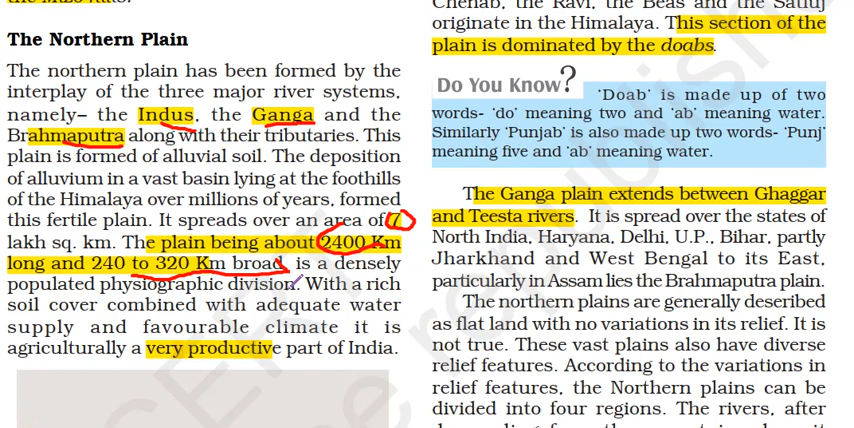 The Northern Plain
The northern plain has been formed by the
interplay of the three major river systems,
namely– the Indus, the Ganga and the
Brahmaputra along with their tributaries. This
plain is formed of alluvial soil. The deposition
of alluvium in a vast basin lying at the foothills
of the Himalaya over millions of years, formed
this fertile plain. It spreads over an area of 7
lakh sq. km. The plain being about 2400 Km
long and 240 to 320 Km broad, is a densely
populated physiographic division. With a rich
soil cover combined with adequate water
supply and favourable climate it is
agriculturally a very productive part of India.
Chenab, the Ravi, the Beas and the Satluj
originate in the Himalaya. This section of the
plain is dominated by the doabs.
Do You Know?
'Doab' is made up of two
words- 'do' meaning two and 'ab' meaning water.
Similarly 'Punjab' is also made up two words- 'Punj'
meaning five and 'ab' meaning water.
The Ganga plain extends between Ghaggar
and Teesta rivers. It is spread over the states of
North India, Haryana, Delhi, U.P., Bihar, partly
Jharkhand and West Bengal to its East,
particularly in Assam lies the Brahmaputra plain.
The northern plains are generally described
as flat land with no variations in its relief. It is
not true. These vast plains also have diverse
relief features. According to the variations in
relief features, the Northern plains can be
divided into four regions. The rivers, after